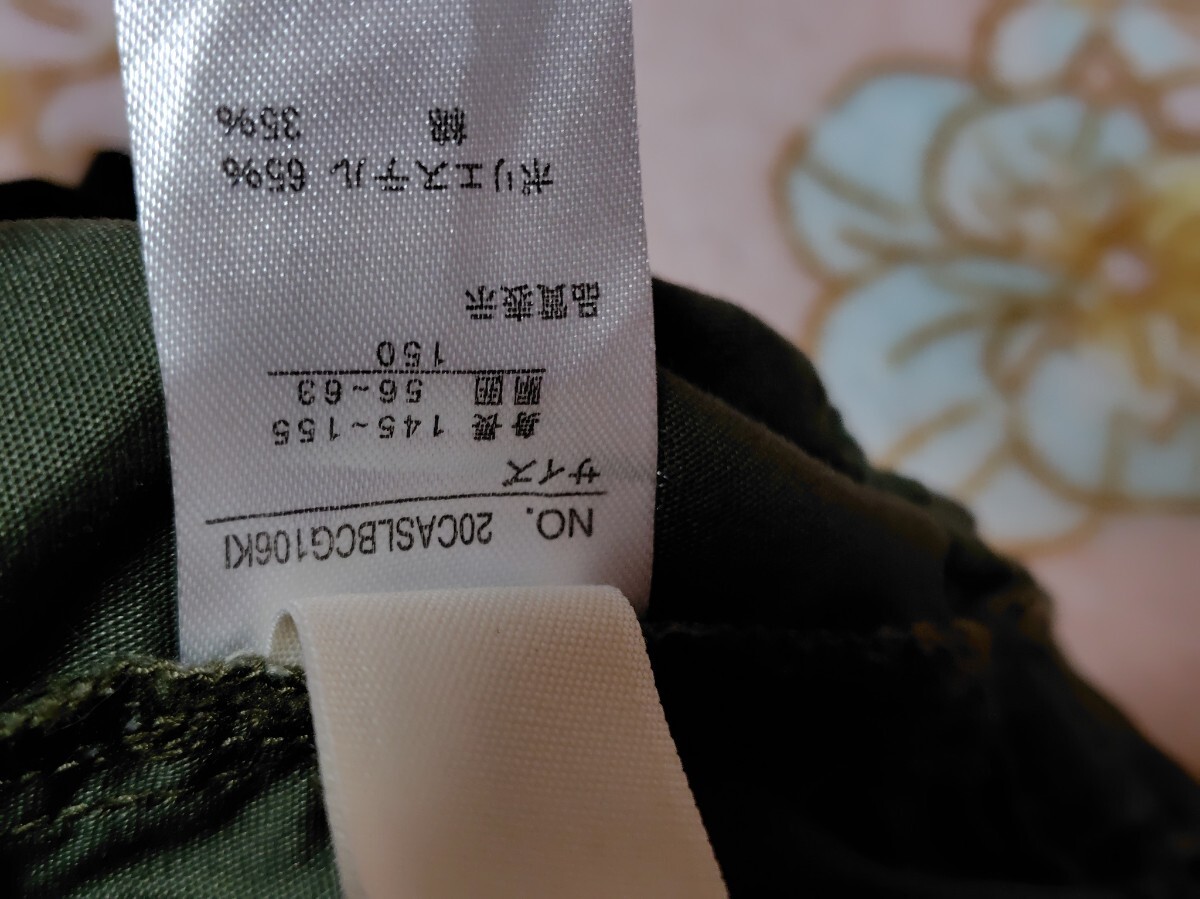 NO. 20CASLBCG106KI
サイズ
身長 145~155
胴囲 56~63
150
品質表示
ポリエステル 65%
綿 35%